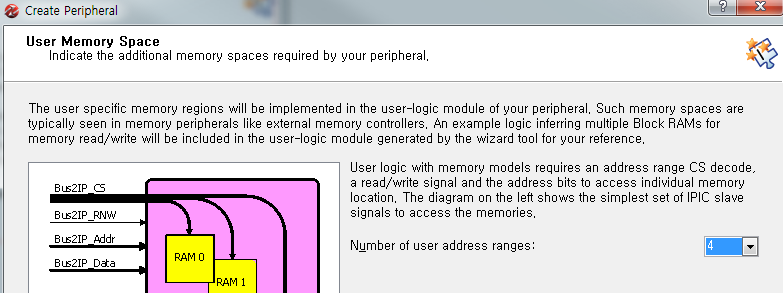 Create Peripheral
User Memory Space
Indicate the additional memory spaces required by your peripheral.
The user specific memory regions will be implemented in the user-logic module of your peripheral. Such memory spaces are
typically seen in memory peripherals like external memory controllers. An example logic inferring multiple Block RAMs for
memory read/write will be included in the user-logic module generated by the wizard tool for your reference.
Bus2IP_CS
Bus2IP_RNW
Bus2IP_Addr
Bus2IP_Data
RAM 0
RAM 1
User logic with memory models requires an address range CS decode,
a read/write signal and the address bits to access individual memory
location. The diagram on the left shows the simplest set of IPIC slave
signals to access the memories.
Number of user address ranges:
4